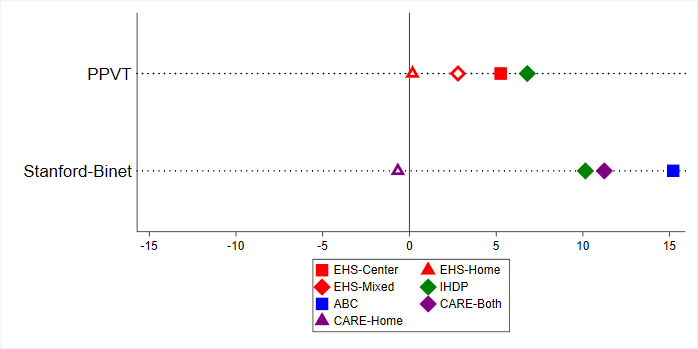 PPVT
Stanford-Binet
-15 -10 -5 0 5 10 15
EHS-Center EHS-Home
EHS-Mixed IHDP
ABC CARE-Both
CARE-Home